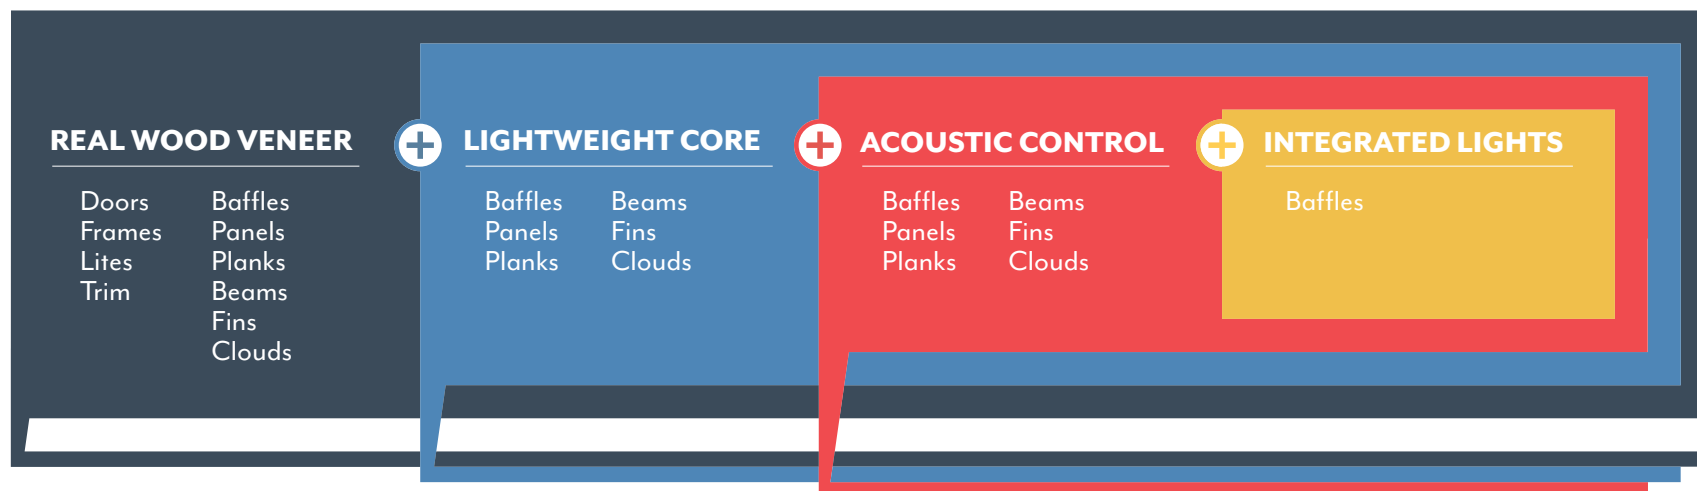 REAL WOOD VENEER
Doors
Frames
Lites
Trim
Baffles
Panels
Planks
Beams
Fins
Clouds
LIGHTWEIGHT CORE
Baffles
Panels
Planks
Beams
Fins
Clouds
ACOUSTIC CONTROL
Baffles
Panels
Planks
Beams
Fins
Clouds
INTEGRATED LIGHTS
Baffles